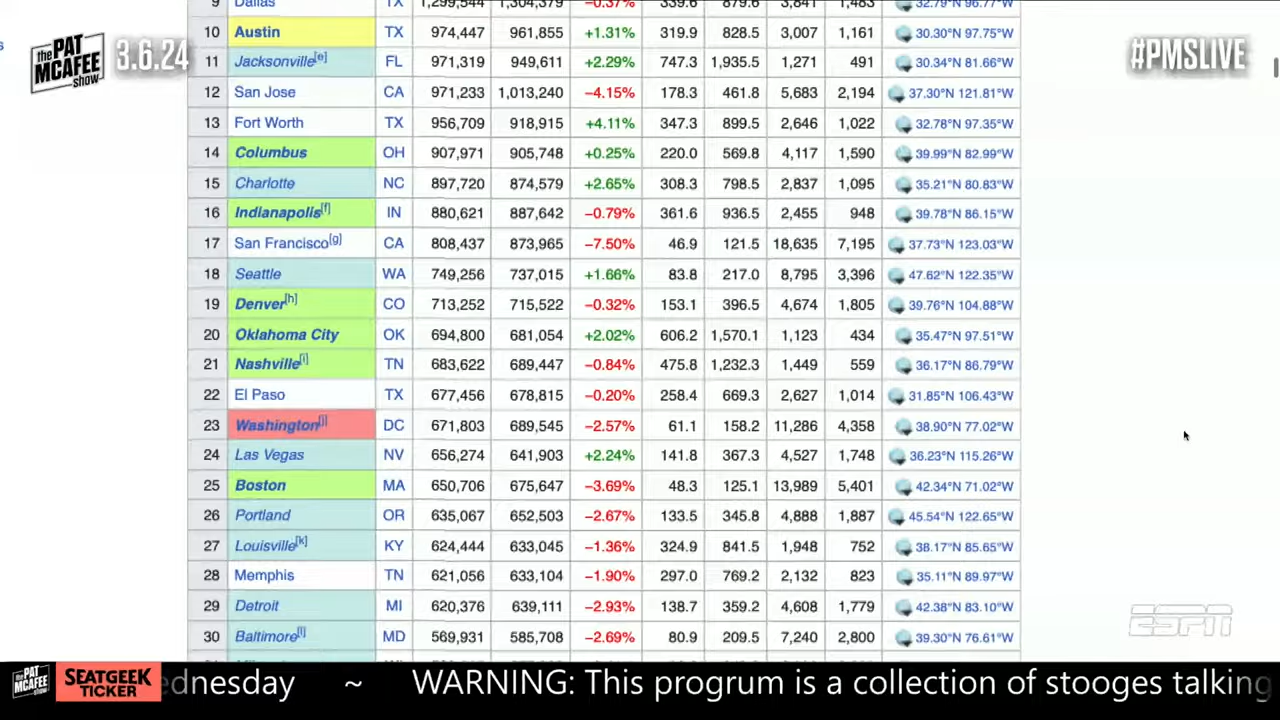 9 Dallas TX 1,299,544 1,304,379 −0.37% 339.6 879.6 3,841 1,483 32.79°N 96.77°W
10 Austin TX 974,447 961,855 +1.31% 319.9 828.5 3,007 1,161 30.30°N 97.75°W
the PAT MCAFEE show 3.6.24
#PMSLIVE
11 Jacksonville[e] FL 971,319 949,611 +2.29% 747.3 1,935.5 1,271 491 30.34°N 81.66°W
12 San Jose CA 971,233 1,013,240 −4.15% 178.3 461.8 5,683 2,194 37.30°N 121.81°W
13 Fort Worth TX 956,709 918,915 +4.11% 347.3 899.5 2,646 1,022 32.78°N 97.35°W
14 Columbus OH 907,971 905,748 +0.25% 220.0 569.8 4,117 1,590 39.99°N 82.99°W
15 Charlotte NC 897,720 874,579 +2.65% 308.3 798.5 2,837 1,095 35.21°N 80.83°W
16 Indianapolis[f] IN 880,621 887,642 −0.79% 361.6 936.5 2,455 948 39.78°N 86.15°W
17 San Francisco[g] CA 808,437 873,965 −7.50% 46.9 121.5 18,635 7,195 37.73°N 123.03°W
18 Seattle WA 749,256 737,015 +1.66% 83.8 217.0 8,795 3,396 47.62°N 122.35°W
19 Denver[h] CO 713,252 715,522 −0.32% 153.1 396.5 4,674 1,805 39.76°N 104.88°W
20 Oklahoma City OK 694,800 681,054 +2.02% 606.2 1,570.1 1,123 434 35.47°N 97.51°W
21 Nashville[i] TN 683,622 689,447 −0.84% 475.8 1,232.3 1,449 559 36.17°N 86.79°W
22 El Paso TX 677,456 678,815 −0.20% 258.4 669.3 2,627 1,014 31.85°N 106.43°W
23 Washington[j] DC 671,803 689,545 −2.57% 61.1 158.2 11,286 4,358 38.90°N 77.02°W
24 Las Vegas NV 656,274 641,903 +2.24% 141.8 367.3 4,527 1,748 36.23°N 115.26°W
25 Boston MA 650,706 675,647 −3.69% 48.3 125.1 13,989 5,401 42.34°N 71.02°W
26 Portland OR 635,067 652,503 −2.67% 133.5 345.8 4,888 1,887 45.54°N 122.65°W
27 Louisville[k] KY 624,444 633,045 −1.36% 324.9 841.5 1,948 752 38.17°N 85.65°W
28 Memphis TN 621,056 633,104 −1.90% 297.0 769.2 2,132 823 35.11°N 89.97°W
29 Detroit MI 620,376 639,111 −2.93% 138.7 359.2 4,608 1,779 42.38°N 83.10°W
30 Baltimore[l] MD 569,931 585,708 −2.69% 80.9 209.5 7,240 2,800 39.30°N 76.61°W
ESPN
the PAT MCAFEE show SEATGEEK TICKER ednesday ~ WARNING: This progrum is a collection of stooges talking